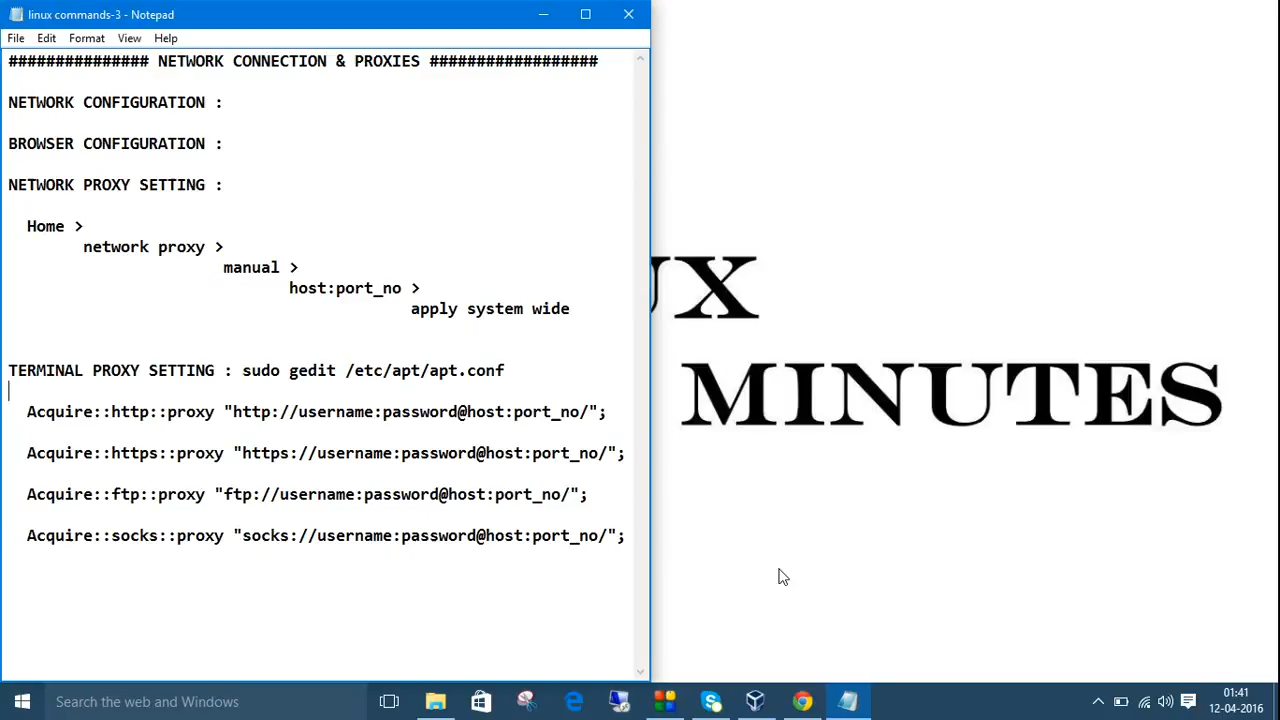 linux commands-3 - Notepad
File Edit Format View Help
############### NETWORK CONNECTION & PROXIES ##################
NETWORK CONFIGURATION :
BROWSER CONFIGURATION :
NETWORK PROXY SETTING :
Home >
network proxy >
manual >
host:port_no >
apply system wide
TERMINAL PROXY SETTING : sudo gedit /etc/apt/apt.conf
Acquire::http::proxy "http://username:password@host:port_no/";
Acquire::https::proxy "https://username:password@host:port_no/";
Acquire::ftp::proxy "ftp://username:password@host:port_no/";
Acquire::socks::proxy "socks://username:password@host:port_no/";
UX
MINUTES
Search the web and Windows
01:41
12-04-2016